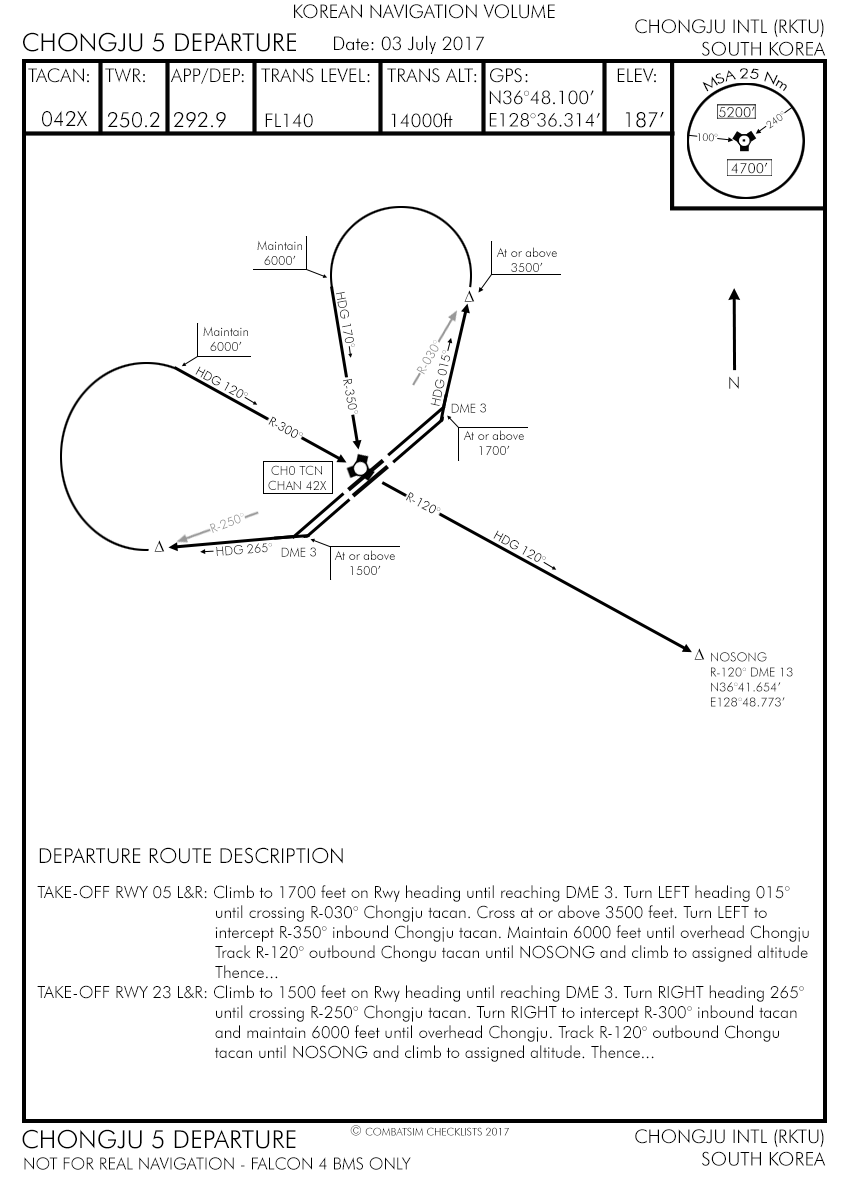 KOREAN NAVIGATION VOLUME
CHONGJU 5 DEPARTURE
Date: 03 July 2017
CHONGJU INTL (RKTU)
SOUTH KOREA
TACAN:
042X
TWR:
250.2
APP/DEP:
292.9
TRANS LEVEL:
FL140
TRANS ALT:
14000ft
GPS:
N36°48.100'
E128°36.314'
ELEV:
187'
MSA 25 Nm
5200'
100°
240°
4700'
Maintain
6000'
At or above
3500'
HDG 170°
R-350°
R-030°
HDG 015°
N
Maintain
6000'
HDG 120°
R-300°
DME 3
At or above
1700'
CH0 TCN
CHAN 42X
R-120°
HDG 120°
R-250°
HDG 265°
DME 3
At or above
1500'
NOSONG
R-120° DME 13
N36°41.654'
E128°48.773'
DEPARTURE ROUTE DESCRIPTION
TAKE-OFF RWY 05 L&R: Climb to 1700 feet on Rwy heading until reaching DME 3. Turn LEFT heading 015°
until crossing R-030° Chongju tacan. Cross at or above 3500 feet. Turn LEFT to
intercept R-350° inbound Chongju tacan. Maintain 6000 feet until overhead Chongju
Track R-120° outbound Chongu tacan until NOSONG and climb to assigned altitude
Thence...
TAKE-OFF RWY 23 L&R: Climb to 1500 feet on Rwy heading until reaching DME 3. Turn RIGHT heading 265°
until crossing R-250° Chongju tacan. Turn RIGHT to intercept R-300° inbound tacan
and maintain 6000 feet until overhead Chongju. Track R-120° outbound Chongu
tacan until NOSONG and climb to assigned altitude. Thence...
CHONGJU 5 DEPARTURE
© COMBATSIM CHECKLISTS 2017
CHONGJU INTL (RKTU)
NOT FOR REAL NAVIGATION - FALCON 4 BMS ONLY
SOUTH KOREA